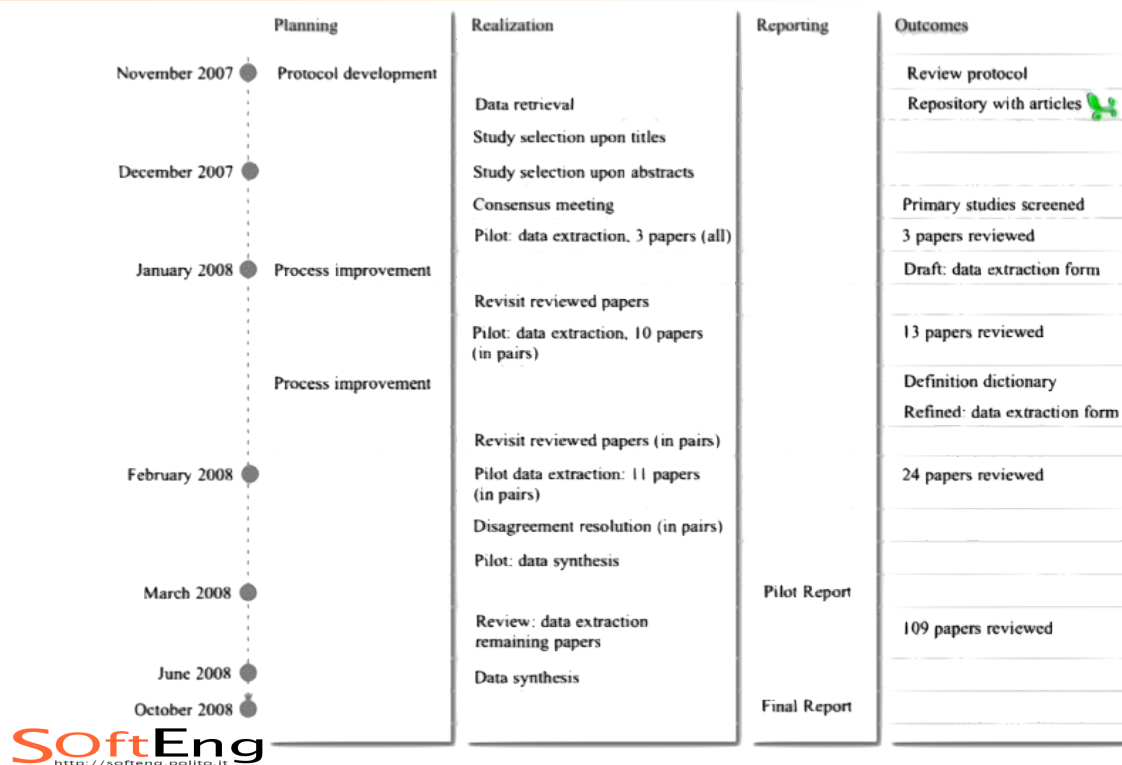 Planning Realization Reporting Outcomes
November 2007 Protocol development Review protocol
Data retrieval Repository with articles
Study selection upon titles
December 2007 Study selection upon abstracts
Consensus meeting Primary studies screened
Pilot: data extraction, 3 papers (all) 3 papers reviewed
January 2008 Process improvement Draft: data extraction form
Revisit reviewed papers
Pilot: data extraction, 10 papers 13 papers reviewed
(in pairs)
Process improvement Definition dictionary
Refined: data extraction form
Revisit reviewed papers (in pairs)
February 2008 Pilot data extraction: 11 papers 24 papers reviewed
(in pairs)
Disagreement resolution (in pairs)
Pilot: data synthesis
March 2008 Pilot Report
Review: data extraction 109 papers reviewed
remaining papers
June 2008 Data synthesis
October 2008 Final Report
SOftEng
http://softeng.polito.it